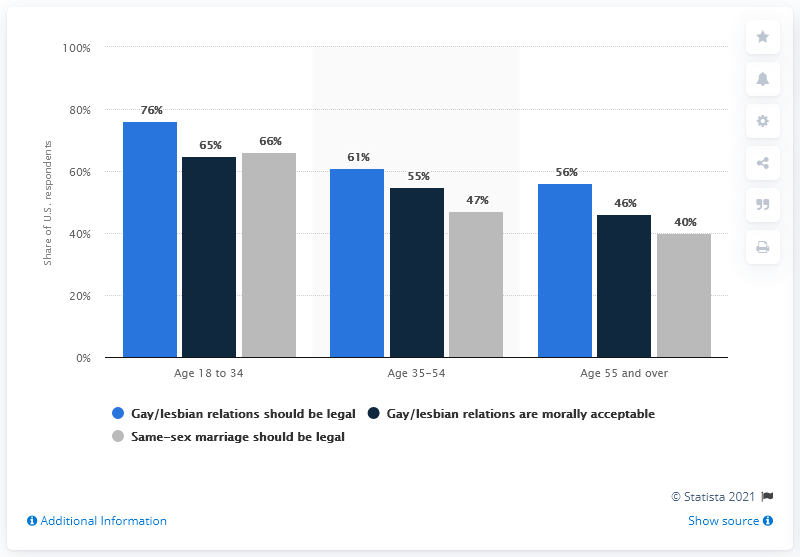 100%
80%
60%
40%
20%
0%
Share of U.S. respondents
76%
65%
66%
61%
55%
47%
56%
46%
40%
Age 18 to 34
Age 35-54
Age 55 and over
Gay/lesbian relations should be legal
Gay/lesbian relations are morally acceptable
Same-sex marriage should be legal
© Statista 2021
Additional Information
Show source